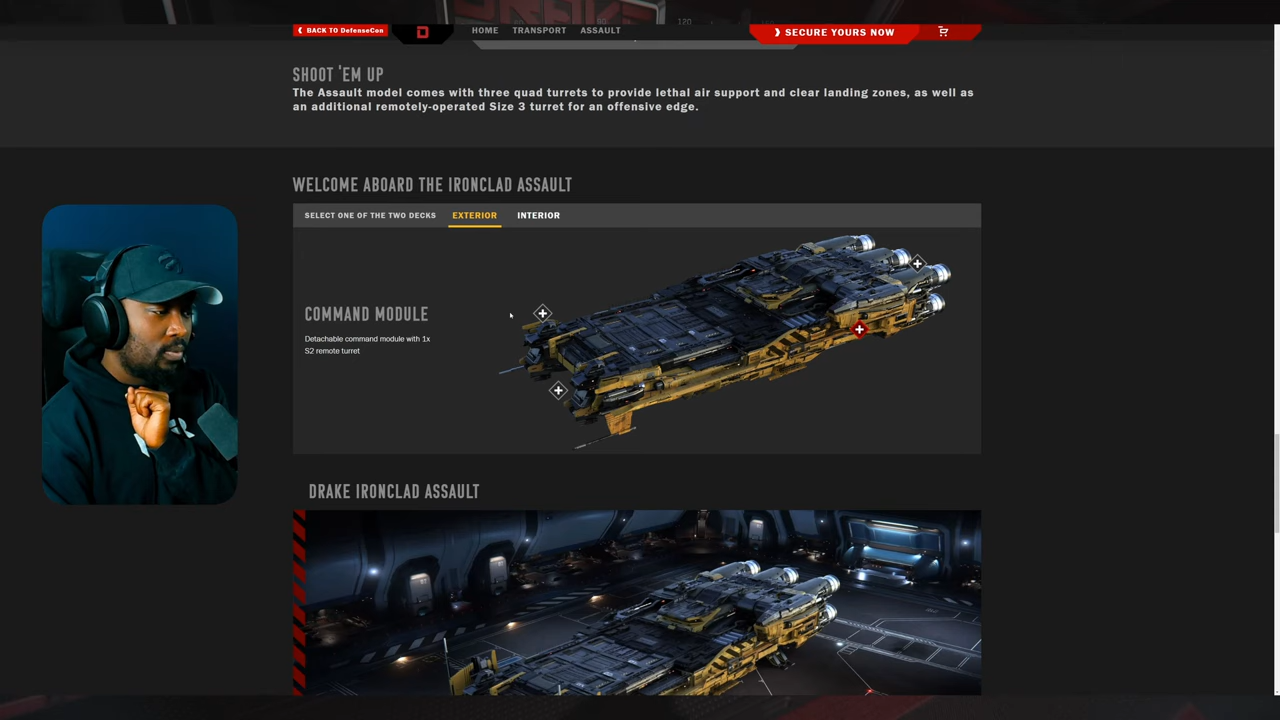 120
BACK TO DefenseCon
HOME TRANSPORT ASSAULT
SECURE YOURS NOW
SHOOT 'EM UP
The Assault model comes with three quad turrets to provide lethal air support and clear landing zones, as well as
an additional remotely-operated Size 3 turret for an offensive edge.
WELCOME ABOARD THE IRONCLAD ASSAULT
SELECT ONE OF THE TWO DECKS EXTERIOR INTERIOR
COMMAND MODULE
Detachable command module with 1x
S2 remote turret
DRAKE IRONCLAD ASSAULT